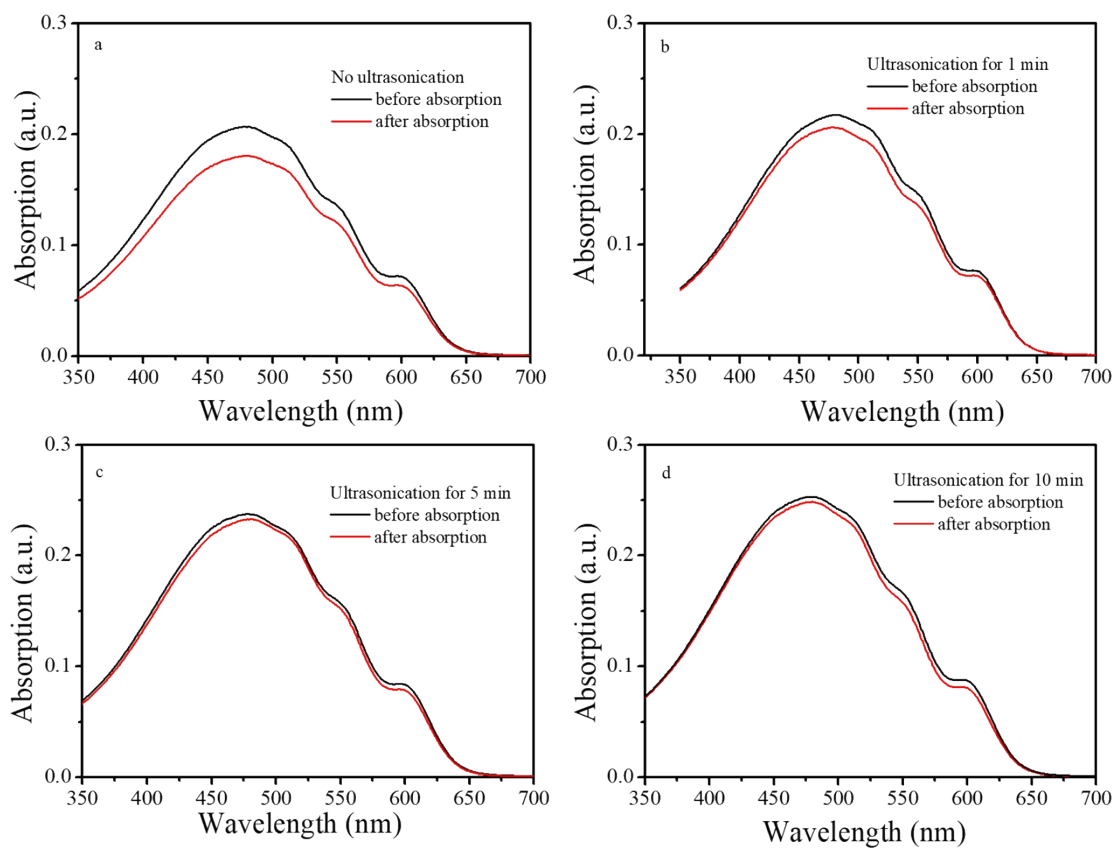 a
No ultrasonication
before absorption
after absorption
0.3
0.2
0.1
0.0
Absorption (a.u.)
350 400 450 500 550 600 650 700
Wavelength (nm)
b
Ultrasonication for 1 min
before absorption
after absorption
0.3
0.2
0.1
0.0
Absorption (a.u.)
350 400 450 500 550 600 650 700
Wavelength (nm)
c
Ultrasonication for 5 min
before absorption
after absorption
0.3
0.2
0.1
0.0
Absorption (a.u.)
350 400 450 500 550 600 650 700
Wavelength (nm)
d
Ultrasonication for 10 min
before absorption
after absorption
0.3
0.2
0.1
0.0
Absorption (a.u.)
350 400 450 500 550 600 650 700
Wavelength (nm)